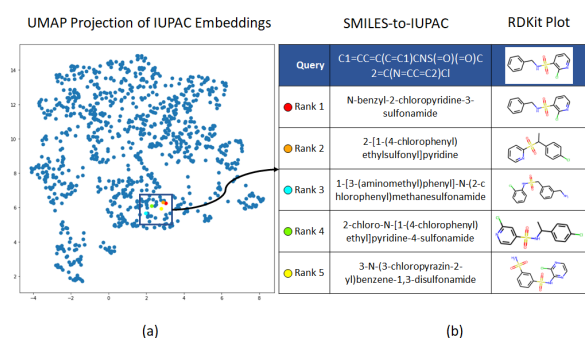 UMAP Projection of IUPAC Embeddings
14
12
10
8
6
4
2
−4
−2
0
2
4
6
8
(a)
SMILES-to-IUPAC
RDKit Plot
Query
C1=CC=C(C=C1)CNS(=O)(=O)C
2=C(N=CC=C2)Cl
Rank 1
N-benzyl-2-chloropyridine-3-
sulfonamide
Rank 2
2-[1-(4-chlorophenyl)
ethylsulfonyl]pyridine
Rank 3
1-[3-(aminomethyl)phenyl]-N-(2-c
hlorophenyl)methanesulfonamide
Rank 4
2-chloro-N-[1-(4-chlorophenyl)
ethyl]pyridine-4-sulfonamide
Rank 5
3-N-(3-chloropyrazin-2-
yl)benzene-1,3-disulfonamide
(b)